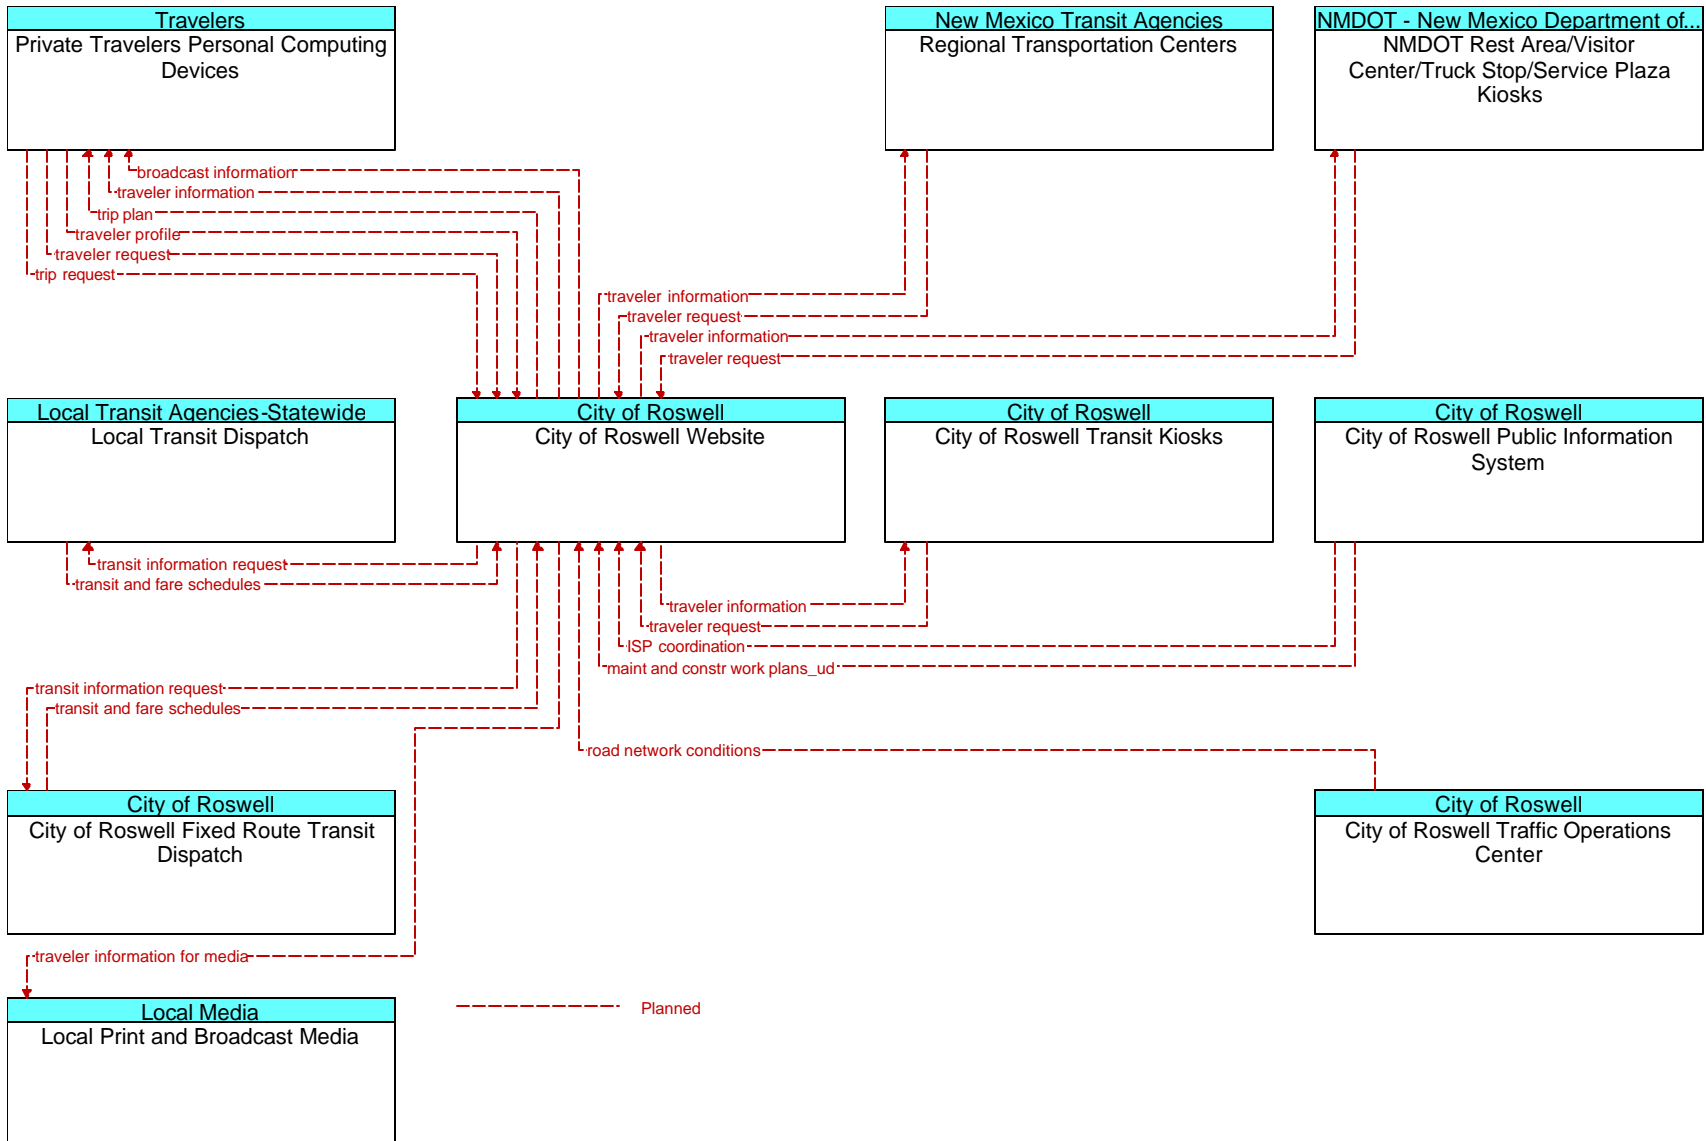 Travelers
Private Travelers Personal Computing
Devices
New Mexico Transit Agencies
Regional Transportation Centers
NMDOT - New Mexico Department of...
NMDOT Rest Area/Visitor
Center/Truck Stop/Service Plaza
Kiosks
broadcast information
traveler information
trip plan
traveler profile
traveler request
trip request
traveler information
traveler request
traveler information
traveler request
Local Transit Agencies-Statewide
Local Transit Dispatch
City of Roswell
City of Roswell Website
City of Roswell
City of Roswell Transit Kiosks
City of Roswell
City of Roswell Public Information
System
transit information request
transit and fare schedules
traveler information
traveler request
ISP coordination
maint and constr work plans_ud
transit information request
transit and fare schedules
road network conditions
City of Roswell
City of Roswell Fixed Route Transit
Dispatch
City of Roswell
City of Roswell Traffic Operations
Center
traveler information for media
Local Media
Local Print and Broadcast Media
Planned